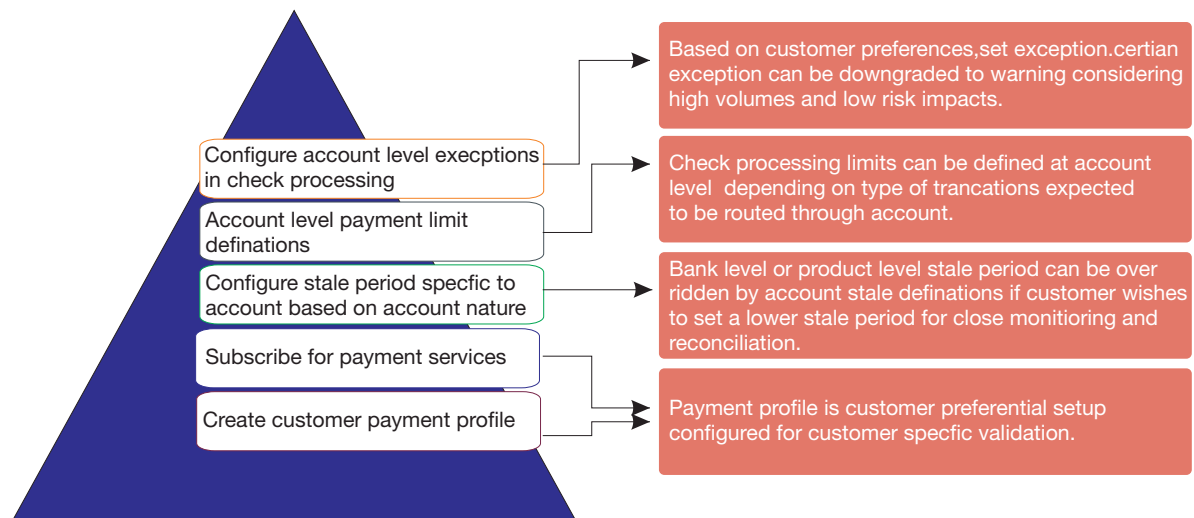 Configure account level execptions
in check processing
Based on customer preferences,set exception.certian
exception can be downgraded to warning considering
high volumes and low risk impacts.
Account level payment limit
definations
Check processing limits can be defined at account
level depending on type of trancations expected
to be routed through account.
Configure stale period specfic to
account based on account nature
Bank level or product level stale period can be over
ridden by account stale definations if customer wishes
to set a lower stale period for close monitioring and
reconciliation.
Subscribe for payment services
Create customer payment profile
Payment profile is customer preferential setup
configured for customer specfic validation.